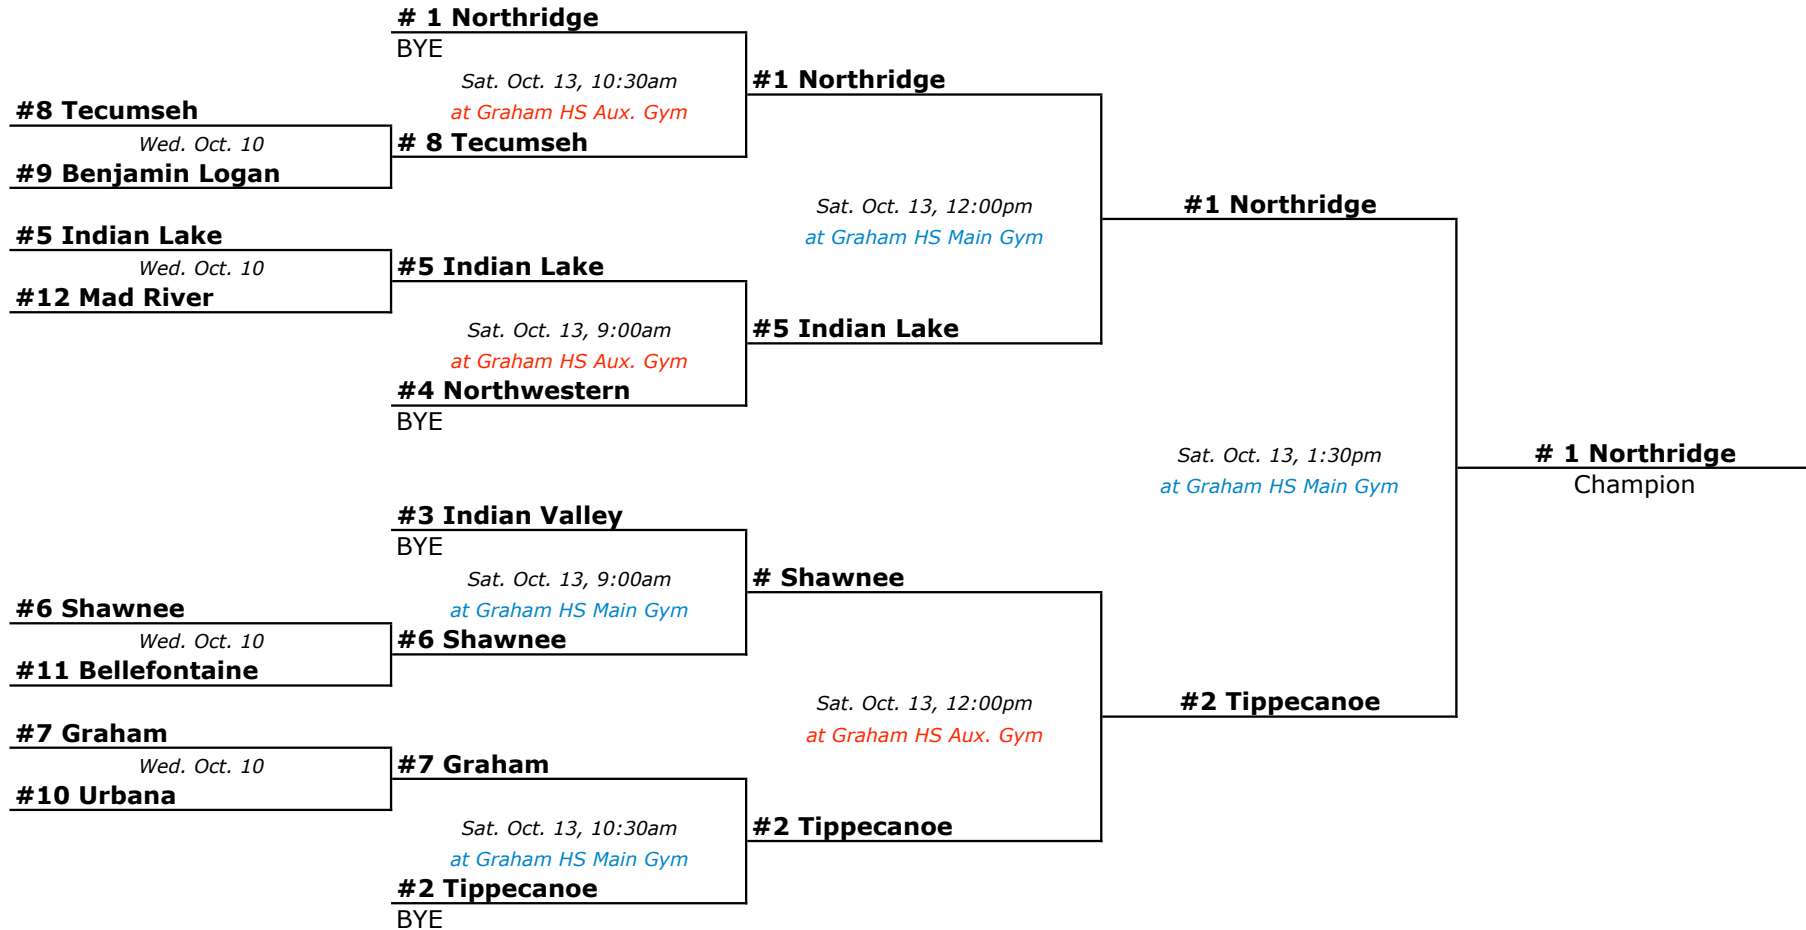 # 1 Northridge
BYE
Sat. Oct. 13, 10:30am
at Graham HS Aux. Gym
#1 Northridge
#8 Tecumseh
Wed. Oct. 10
#9 Benjamin Logan
# 8 Tecumseh
Sat. Oct. 13, 12:00pm
at Graham HS Main Gym
#1 Northridge
#5 Indian Lake
Wed. Oct. 10
#12 Mad River
#5 Indian Lake
Sat. Oct. 13, 9:00am
at Graham HS Aux. Gym
#5 Indian Lake
#4 Northwestern
BYE
Sat. Oct. 13, 1:30pm
at Graham HS Main Gym
# 1 Northridge
Champion
#3 Indian Valley
BYE
Sat. Oct. 13, 9:00am
at Graham HS Main Gym
# Shawnee
#6 Shawnee
Wed. Oct. 10
#11 Bellefontaine
#6 Shawnee
Sat. Oct. 13, 12:00pm
at Graham HS Aux. Gym
#2 Tippecanoe
#7 Graham
Wed. Oct. 10
#10 Urbana
#7 Graham
Sat. Oct. 13, 10:30am
at Graham HS Main Gym
#2 Tippecanoe
#2 Tippecanoe
BYE